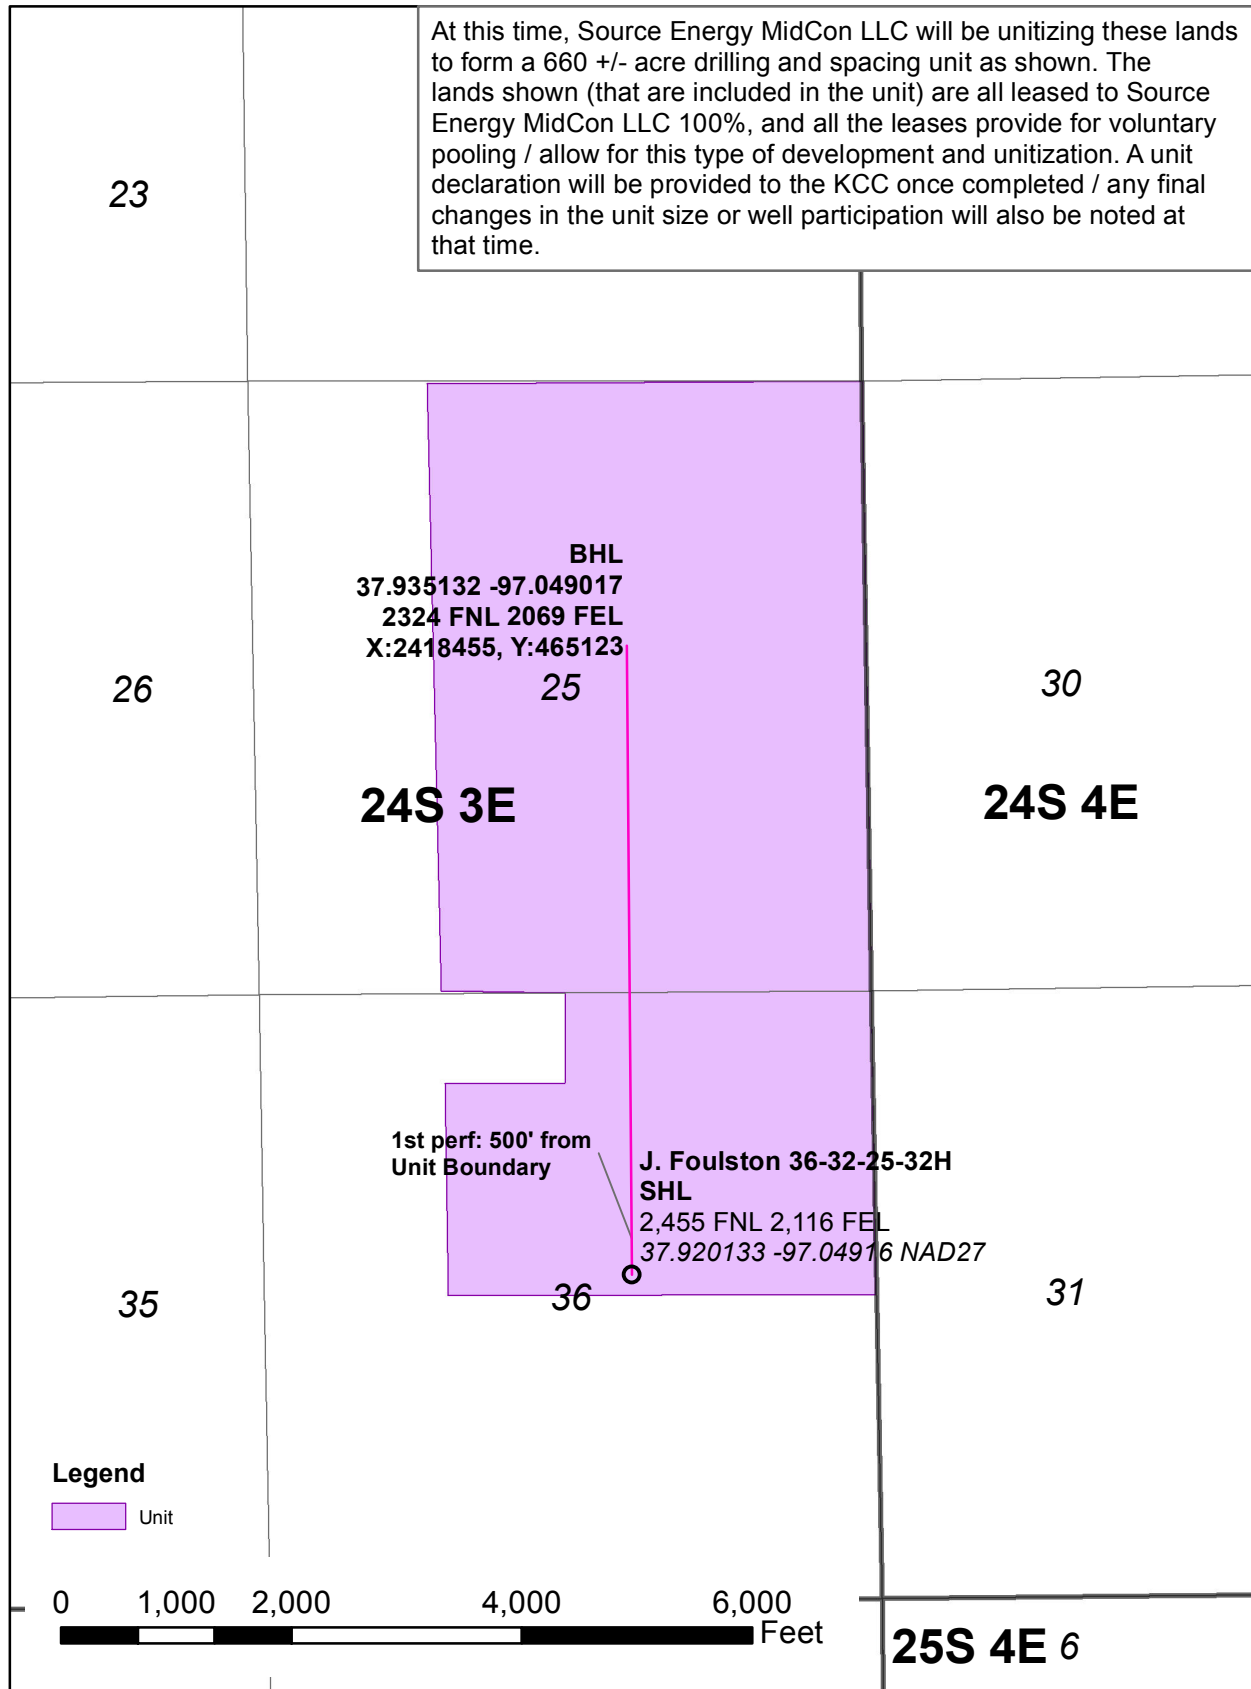 At this time, Source Energy MidCon LLC will be unitizing these lands
to form a 660 +/- acre drilling and spacing unit as shown. The
lands shown (that are included in the unit) are all leased to Source
Energy MidCon LLC 100%, and all the leases provide for voluntary
pooling / allow for this type of development and unitization. A unit
declaration will be provided to the KCC once completed / any final
changes in the unit size or well participation will also be noted at
that time.
23
BHL
37.935132 -97.049017
2324 FNL 2069 FEL
X:2418455, Y:465123
26
25
30
24S 3E
24S 4E
1st perf: 500' from
Unit Boundary
J. Foulston 36-32-25-32H
SHL
2,455 FNL 2,116 FEL
37.920133 -97.04916 NAD27
35
36
31
Legend
Unit
0 1,000 2,000 4,000 6,000
Feet
25S 4E 6